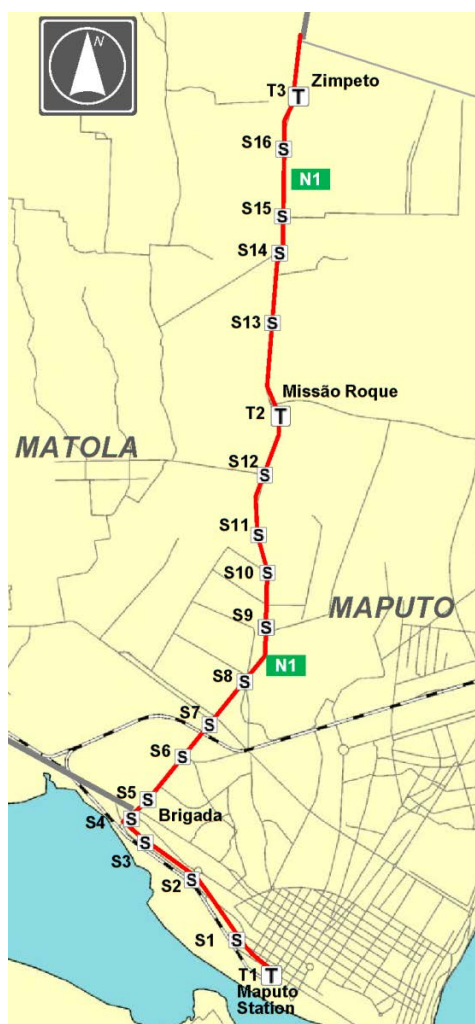 N
T3 Zimpeto
S16 S
N1
S15 S
S14 S
S13 S
Missão Roque
T2 T
MATOLA
S12 S
S11 S
S10 S
MAPUTO
S9 S
N1
S8 S
S7 S
S6 S
S5 S
S4 S Brigada
S3 S
S2 S
S1 S
T1 T
Maputo
Station